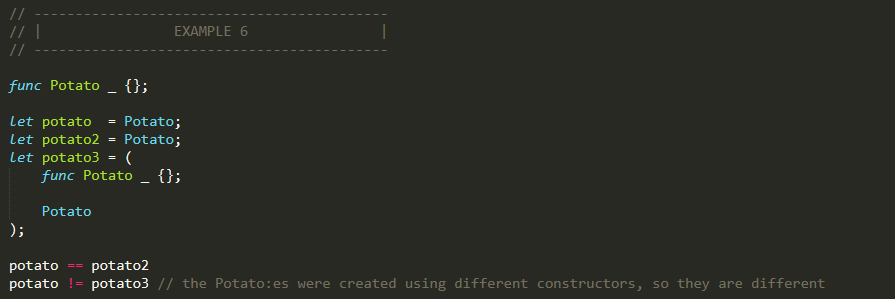 // -------------------------------------------
// |                EXAMPLE 6                |
// -------------------------------------------
func Potato _ {};
let potato  = Potato;
let potato2 = Potato;
let potato3 = (
    func Potato _ {};
    Potato
);
potato == potato2
potato != potato3 // the Potato:es were created using different constructors, so they are different